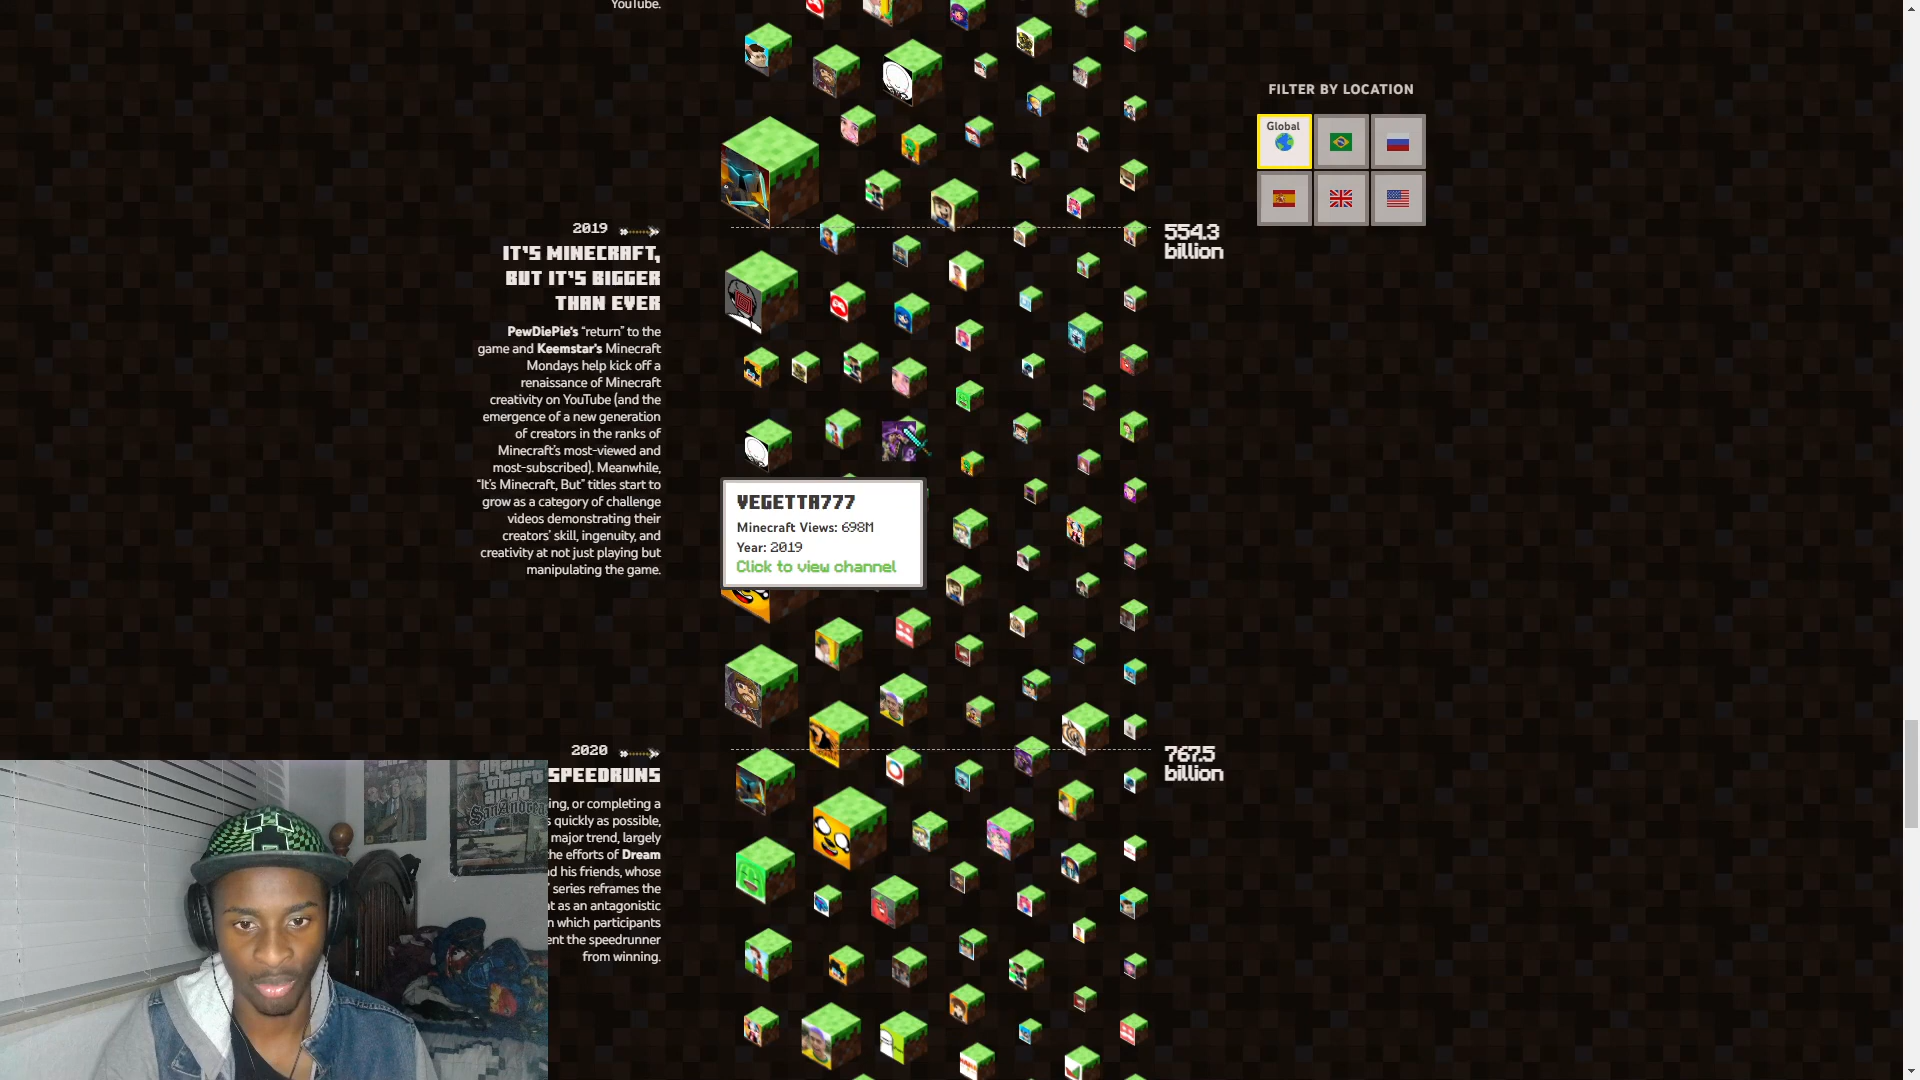 YouTube.
FILTER BY LOCATION
Global
2019
IT'S MINECRAFT,
BUT IT'S BIGGER
THAN EVER
PewDiePie's “return” to the
game and Keemstar's Minecraft
Mondays help kick off a
renaissance of Minecraft
creativity on YouTube (and the
emergence of a new generation
of creators in the ranks of
Minecraft's most-viewed and
most-subscribed). Meanwhile,
“It's Minecraft, But” titles start to
grow as a category of challenge
videos demonstrating their
creators' skill, ingenuity, and
creativity at not just playing but
manipulating the game.
554.3
billion
VEGETTA777
Minecraft Views: 698M
Year: 2019
Click to view channel
2020
SPEEDRUNS
ing, or completing a
s quickly as possible,
major trend, largely
he efforts of Dream
d his friends, whose
' series reframes the
t as an antagonistic
n which participants
ent the speedrunner
from winning.
767.5
billion
grand
theft
auto
San Andreas